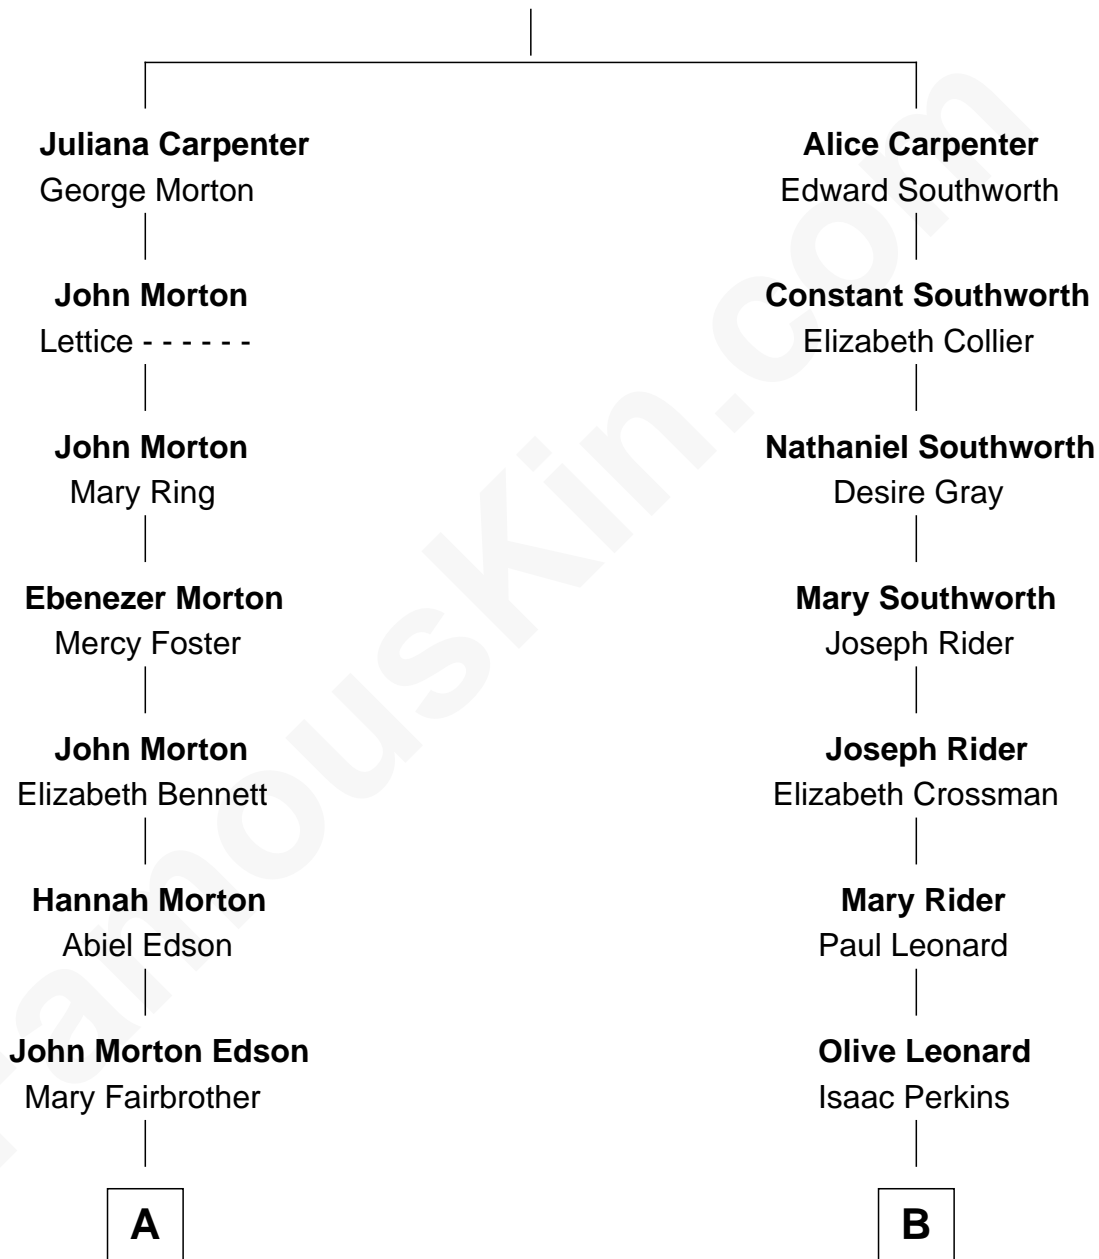 Juliana Carpenter
George Morton
John Morton
Lettice - - - - - -
John Morton
Mary Ring
Ebenezer Morton
Mercy Foster
John Morton
Elizabeth Bennett
Hannah Morton
Abiel Edson
John Morton Edson
Mary Fairbrother
A
Alice Carpenter
Edward Southworth
Constant Southworth
Elizabeth Collier
Nathaniel Southworth
Desire Gray
Mary Southworth
Joseph Rider
Joseph Rider
Elizabeth Crossman
Mary Rider
Paul Leonard
Olive Leonard
Isaac Perkins
B
FamousKin.com